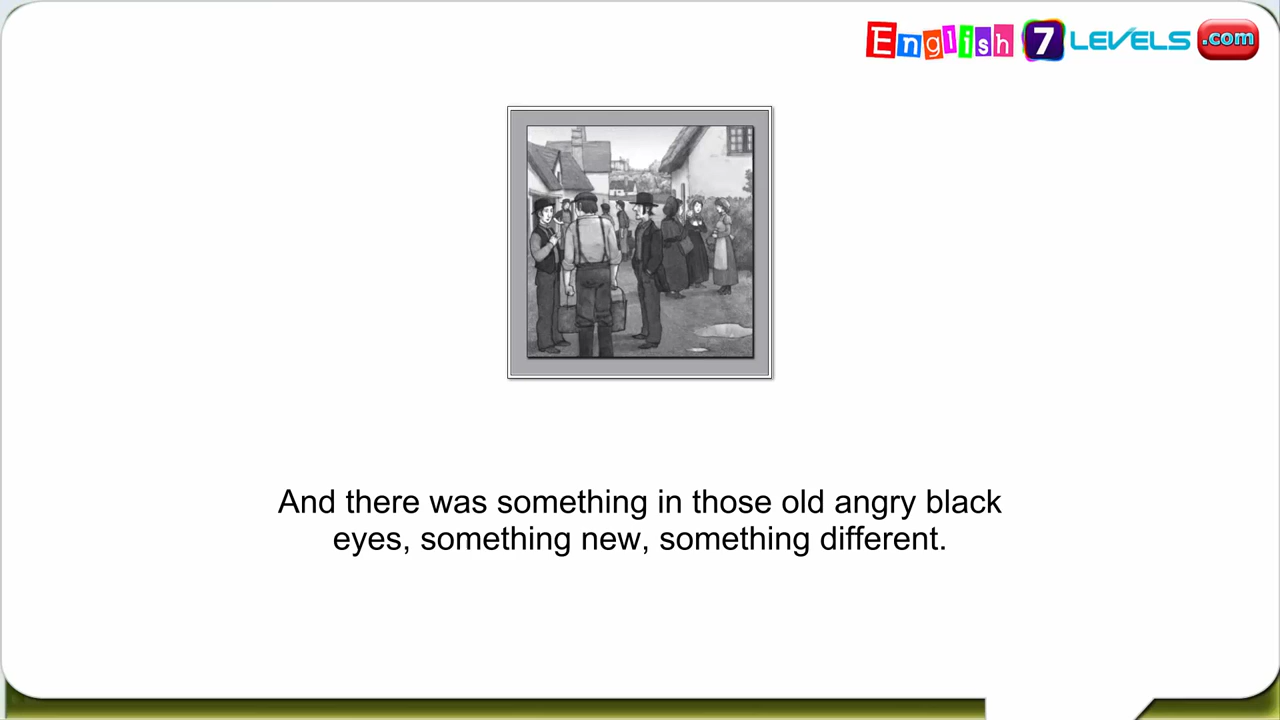 English 7 LEVELS .com
And there was something in those old angry black
eyes, something new, something different.